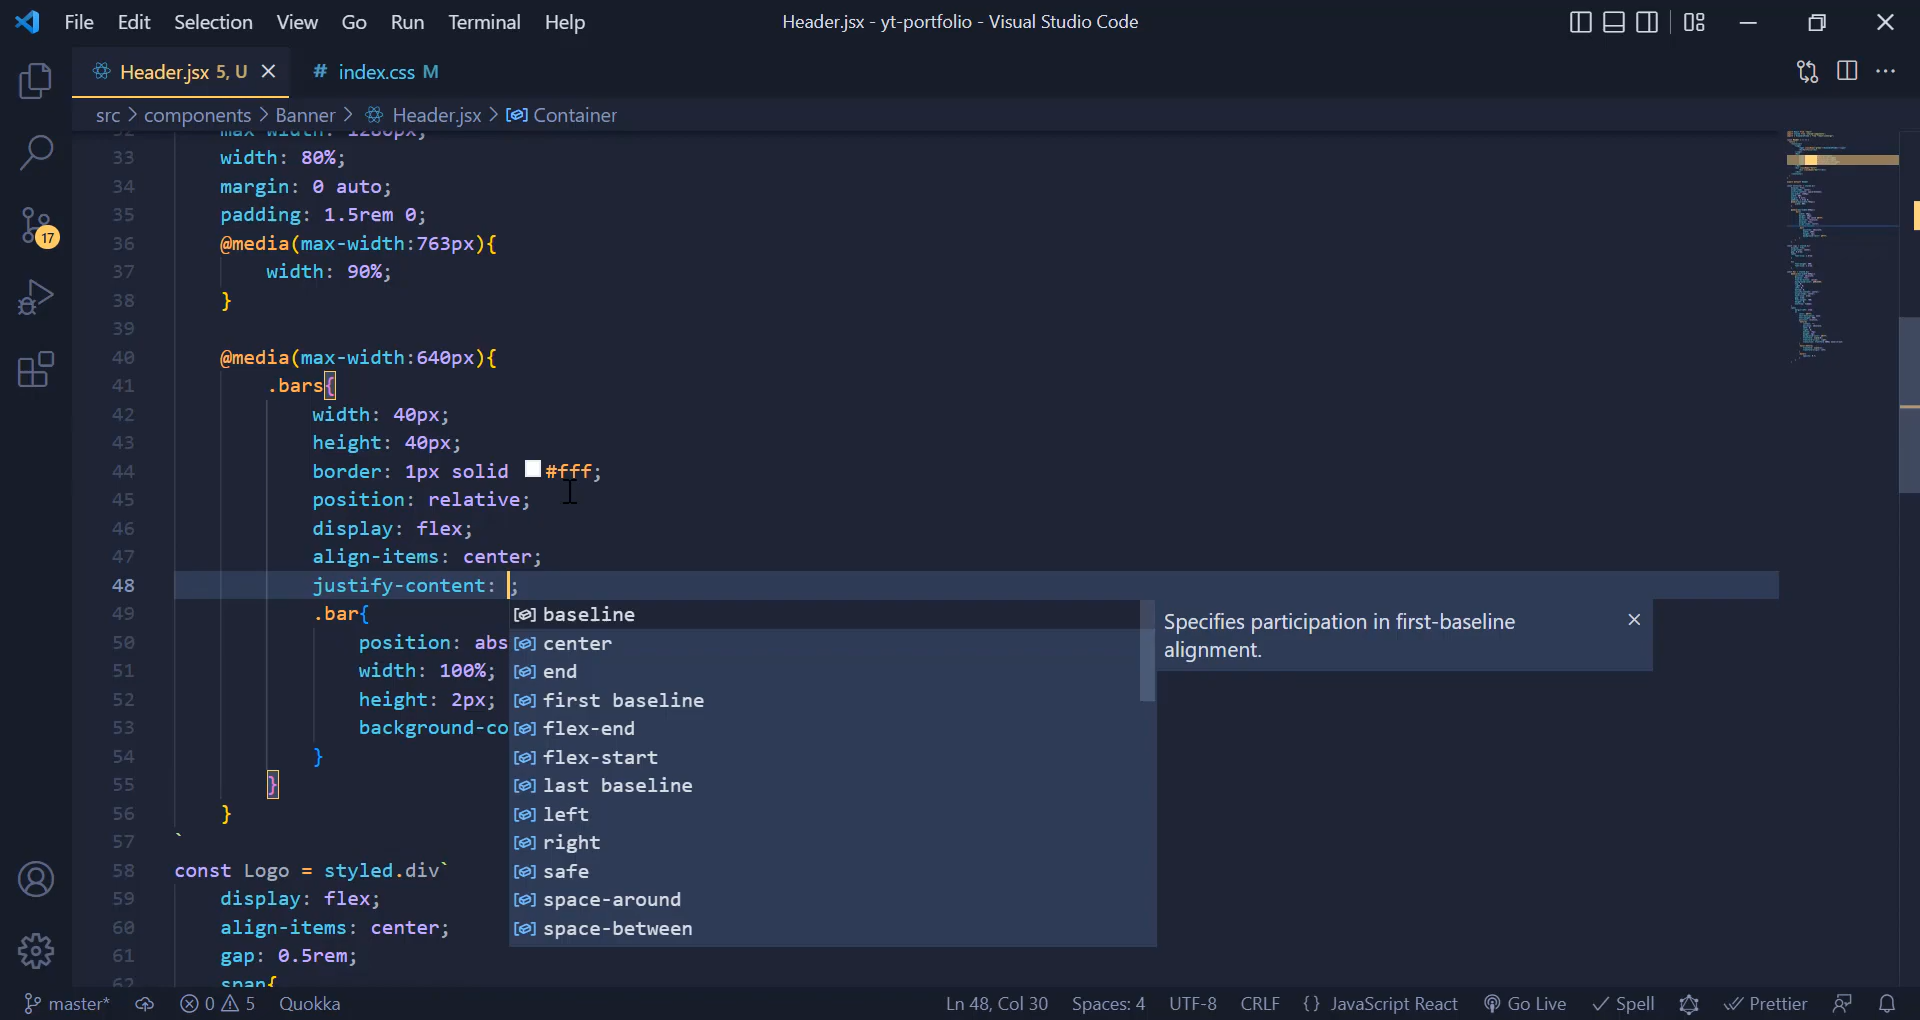 File Edit Selection View Go Run Terminal Help Header.jsx - yt-portfolio - Visual Studio Code
Header.jsx 5, U index.css M
src > components > Banner > Header.jsx > Container
33 width: 80%;
34 margin: 0 auto;
35 padding: 1.5rem 0;
36 @media(max-width:763px){
37 width: 90%;
38 }
39
40 @media(max-width:640px){
41 .bars{
42 width: 40px;
43 height: 40px;
44 border: 1px solid #fff;
45 position: relative;
46 display: flex;
47 align-items: center;
48 justify-content: ;
49 .bar{
50 position: abs
51 width: 100%;
52 height: 2px;
53 background-co
54 }
55 }
56 }
57 `
58 const Logo = styled.div`
59 display: flex;
60 align-items: center;
61 gap: 0.5rem;
62 span{
baseline
center
end
first baseline
flex-end
flex-start
last baseline
left
right
safe
space-around
space-between
Specifies participation in first-baseline
alignment.
17
master* 0 5 Quokka Ln 48, Col 30 Spaces: 4 UTF-8 CRLF {} JavaScript React Go Live Spell Prettier